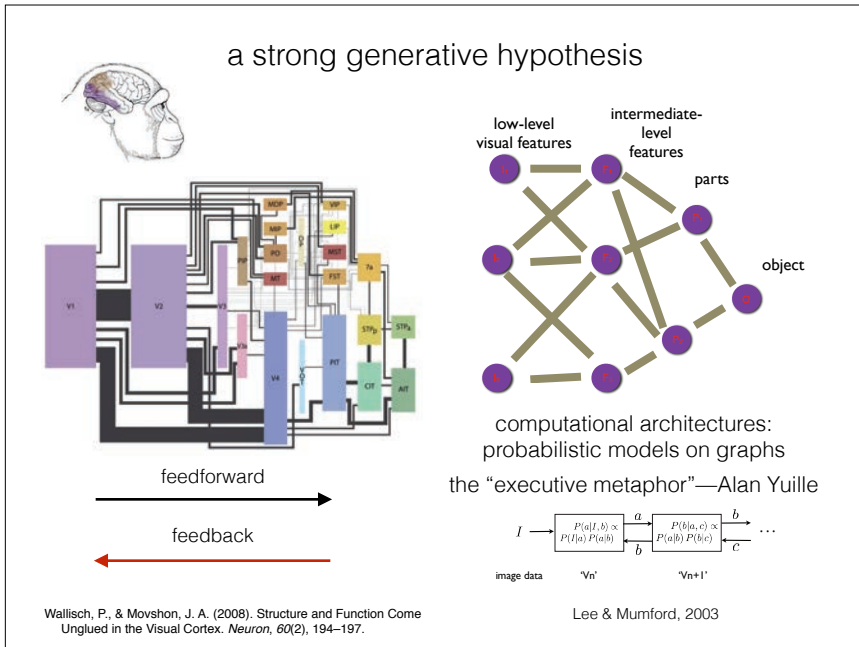 a strong generative hypothesis
low-level
visual features
intermediate-
level
features
parts
object
MDP
MIP
PO
MT
VIP
LIP
MST
FST
PIP
V1
V2
V3
V3a
V4
VOT
PIT
7a
STPp
STPa
CIT
AIT
feedforward
feedback
computational architectures:
probabilistic models on graphs
the “executive metaphor”—Alan Yuille
I
P(a|I, b) ∝
P(I|a) P(a|b)
a
b
P(b|a, c) ∝
P(a|b) P(b|c)
b
c
...
image data
‘Vn’
‘Vn+1’
Wallisch, P., & Movshon, J. A. (2008). Structure and Function Come
Unglued in the Visual Cortex. Neuron, 60(2), 194–197.
Lee & Mumford, 2003